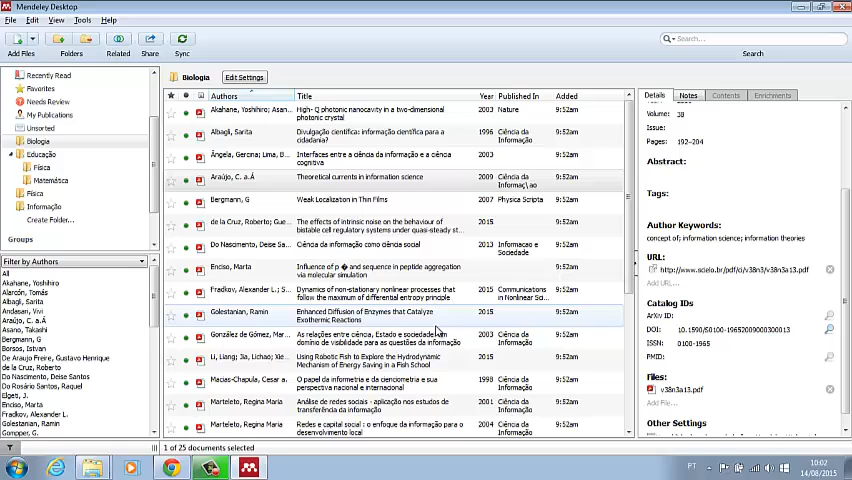 Mendeley Desktop
File Edit View Tools Help
Add Files Folders Related Share Sync
Search...
Search
Recently Read
Favorites
Needs Review
My Publications
Unsorted
Biologia
Educação
Física
Matemática
Física
Informação
Create Folder...
Groups
Filter by Authors
All
Akahane, Yoshihiro
Alarcón, Tomás
Albagli, Sarita
Andasari, Vivi
Araújo, C. a.Á
Asano, Takashi
Bergmann, G
Borsos, Istvan
De Araujo Freire, Gustavo Henrique
de la Cruz, Roberto
Do Nascimento, Deise Sabbag
Do Rosário Saquel, Maria
Biologia Edit Settings
Authors Title Year Published In Added
Akahane, Yoshihiro; Asan... High- Q photonic nanocavity in a two-dimensional 2003 Nature 9:52am
photonic crystal
Albagli, Sarita Divulgação científica: informação científica para a 1996 Ciência da 9:52am
cidadania? Informação
Ângela, Gercina; Lima, B... Interfaces entre a ciência da informação e a ciência 2003 9:52am
cognitiva
Araújo, C. a.Á Theoretical currents in information science 2009 Ciência da 9:52am
Informaç\ ao
Bergmann, G Weak Localization in Thin Films 2007 Physica Scripta 9:52am
de la Cruz, Roberto; Gue... The effects of intrinsic noise on the behaviour of 2015 9:52am
bistable cell regulatory systems under quasi-steady st...
Do Nascimento, Deise Sa... Ciência da informação como ciência social 2013 Informacao e 9:52am
Sociedade
Enciso, Marta Influence of p � and sequence in peptide aggregation 2015 9:52am
via molecular simulation
Fradkov, Alexander L.; S... Dynamics of non-stationary nonlinear processes that 2015 Communications 9:52am
follow the maximum of differential entropy principle in Nonlinear Sci...
Golestanian, Ramin Enhanced Diffusion of Enzymes that Catalyze 2015 9:52am
Exothermic Reactions
González de Gómez, Mar... As relações entre ciência, Estado e sociedade: um 2003 Ciência da 9:52am
domínio de visibilidade para as questões da informação Informação
Li, Liang; Jia, Lichao; Xie... Using Robotic Fish to Explore the Hydrodynamic 2015 9:52am
Mechanism of Energy Saving in a Fish School
Macias-Chapula, Cesar a. O papel da informetria e da cienciometria e sua 1998 Ciência da 9:52am
perspectiva nacional e internacional Informação
Marteleto, Regina Maria Análise de redes sociais - aplicação nos estudos de 2001 Ciência da 9:52am
transferência da informação Informação
Marteleto, Regina Maria Redes e capital social : o enfoque da informação para o 2004 Ciência da 9:52am
desenvolvimento local Informação
1 of 25 documents selected
Details Notes Contents Enrichments
Volume: 38
Issue:
Pages: 192–204
Abstract:
Tags:
Author Keywords:
concept of; information science; information theories
URL:
http://www.scielo.br/pdf/ci/v38n3/v38n3a13.pdf
Add URL...
Catalog IDs
ArXiv ID:
DOI: 10.1590/S0100-19652009000300013
ISSN: 0100-1965
PMID:
Files:
v38n3a13.pdf
Add File...
Other Settings
PT
10:02
14/08/2015